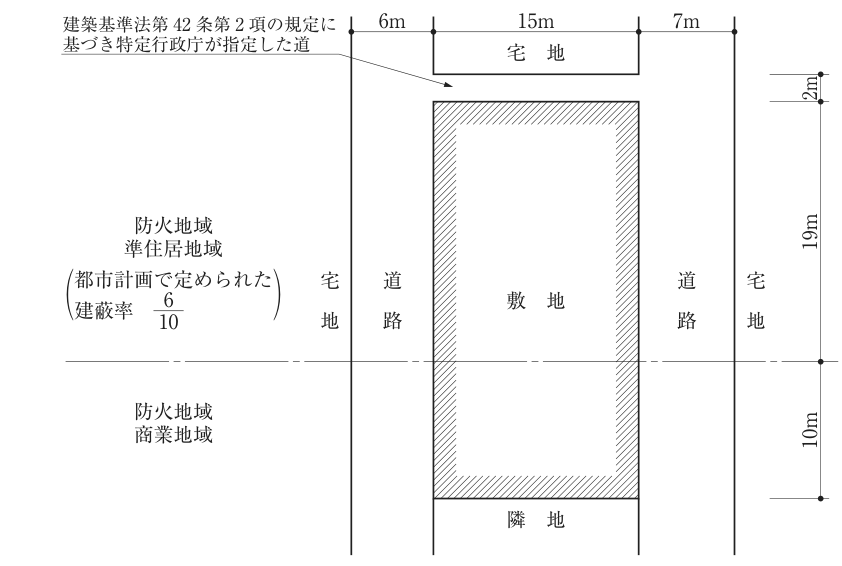 建築基準法第 42 条第 2 項の規定に
基づき特定行政庁が指定した道
6m
15m
7m
宅 地
2m
防火地域
準住居地域
(都市計画で定められた
建蔽率 6/10)
宅地
道路
敷 地
道路
宅地
19m
防火地域
商業地域
10m
隣 地